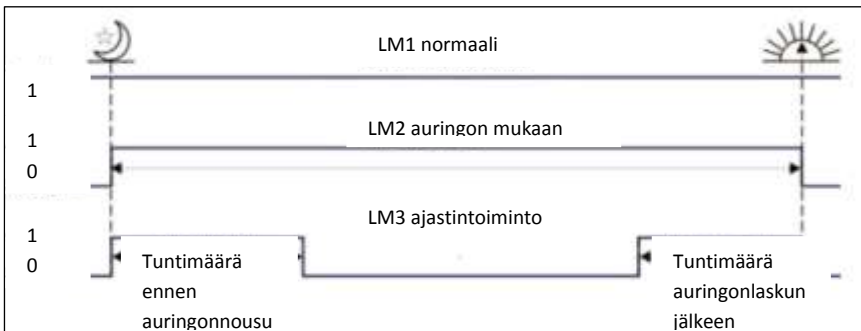 LM1 normaali
1
LM2 auringon mukaan
1
0
LM3 ajastintoiminto
1
0
Tuntimäärä
ennen
auringonnousu
Tuntimäärä
auringonlaskun
jälkeen